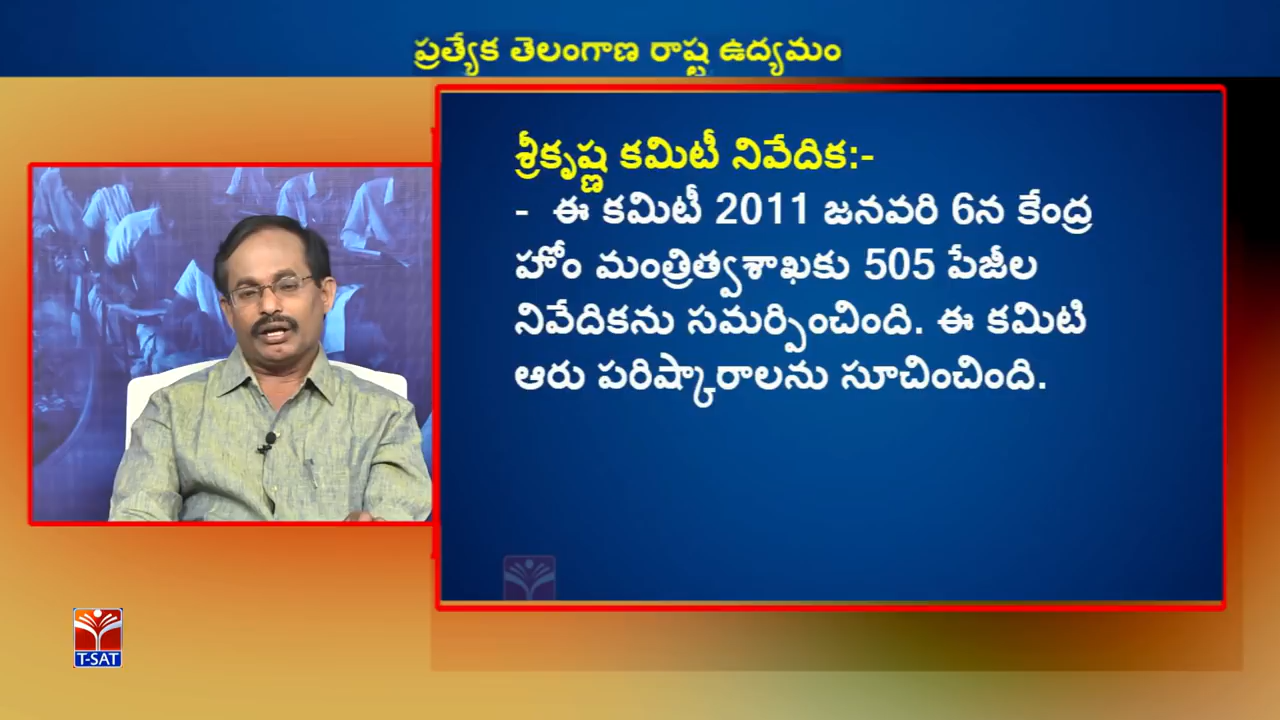 ప్రత్యేక తెలంగాణ రాష్ట ఉద్యమం
శ్రీకృష్ణ కమిటీ నివేదిక:-
- ఈ కమిటీ 2011 జనవరి 6న కేంద్ర
హోం మంత్రిత్వశాఖకు 505 పేజీల
నివేదికను సమర్పించింది. ఈ కమిటి
ఆరు పరిష్కారాలను సూచించింది.
T-SAT